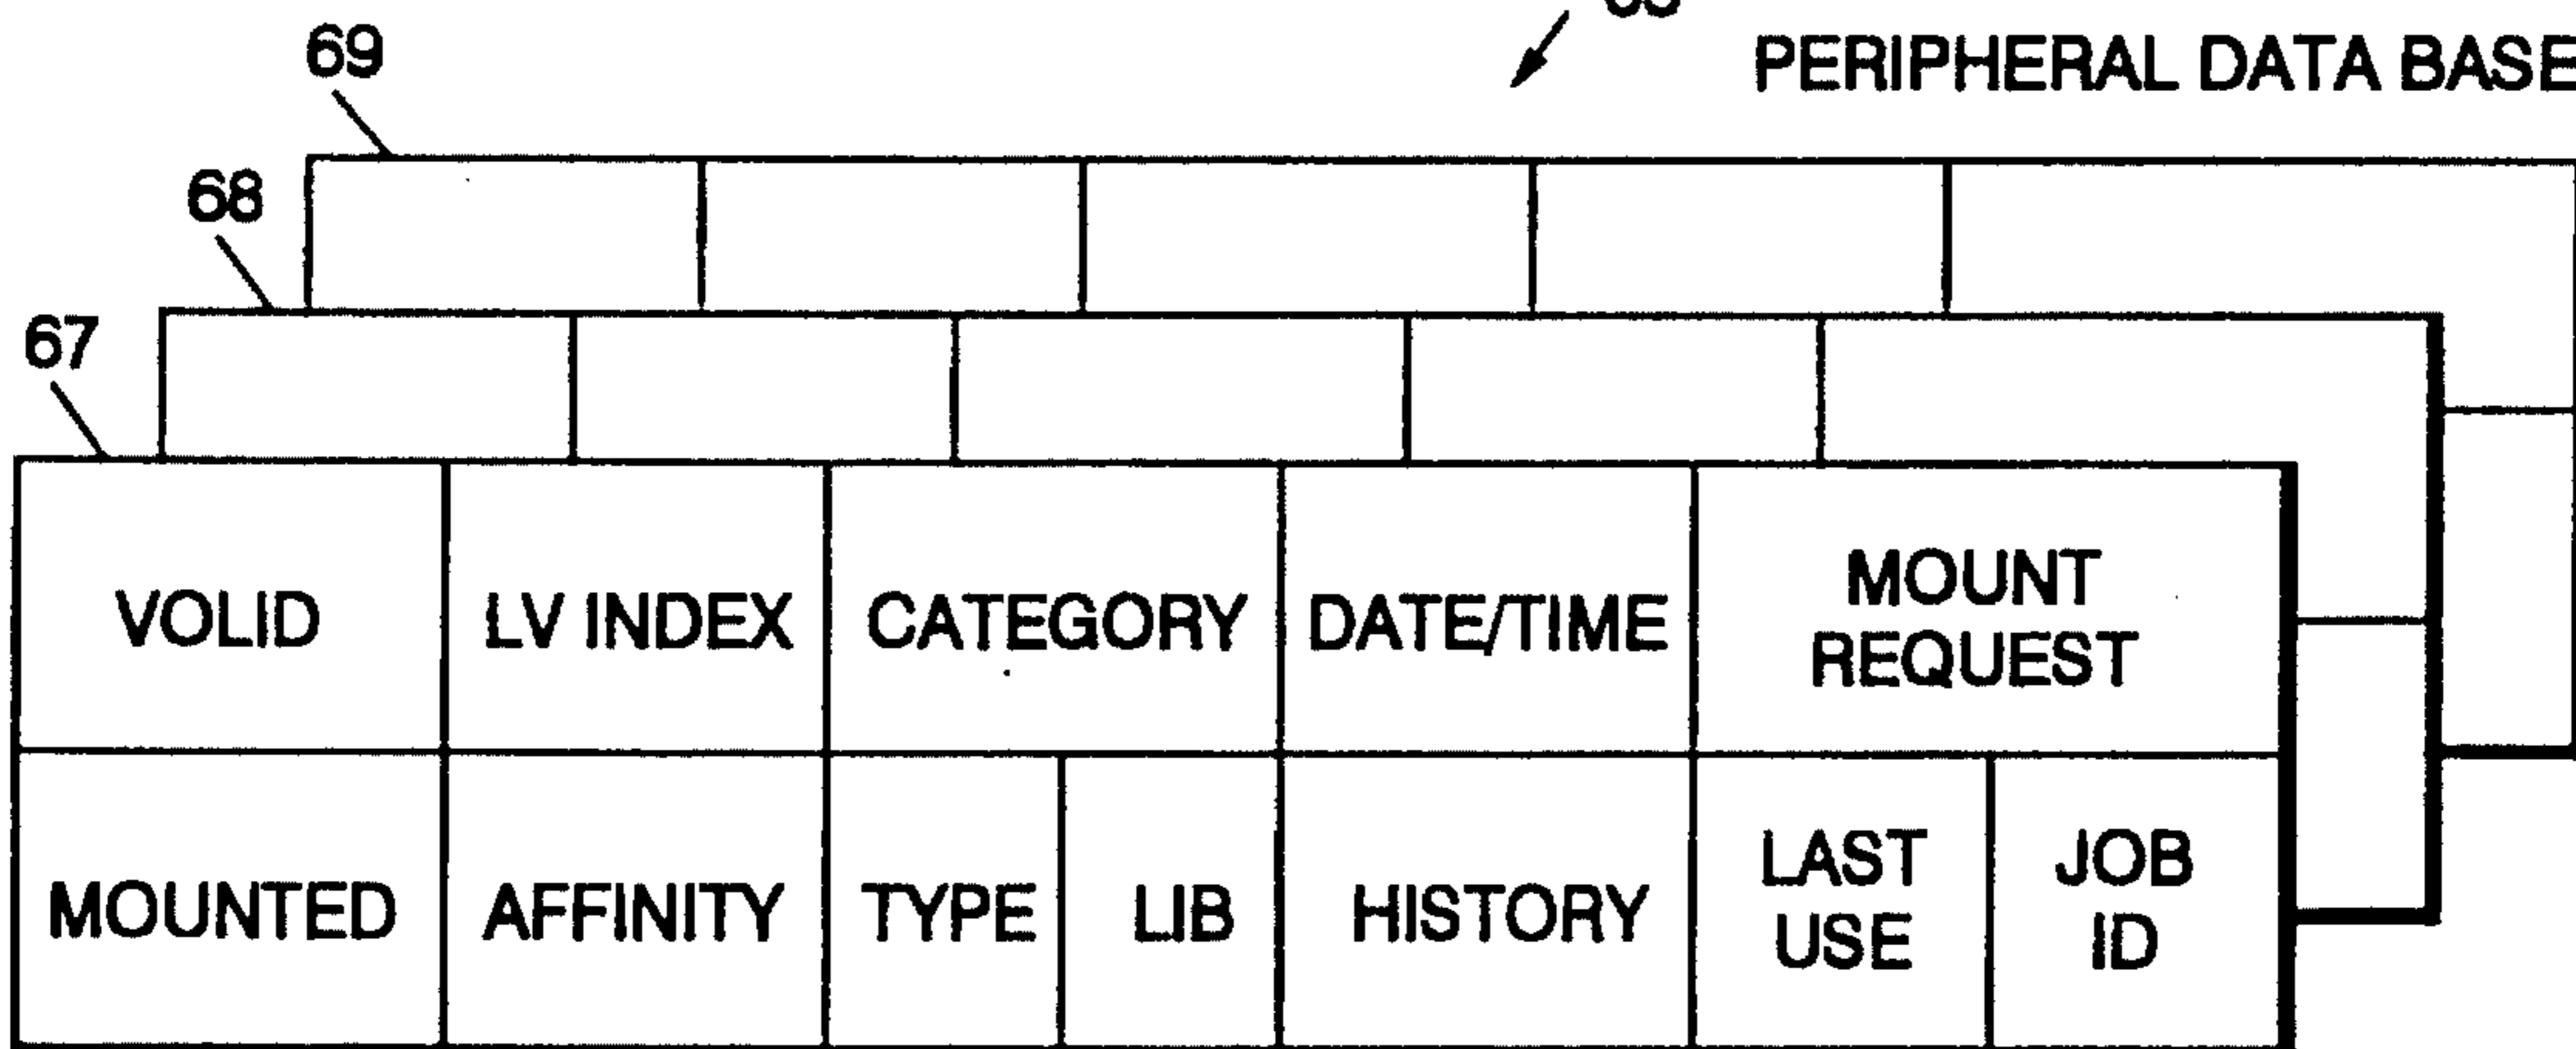 69
PERIPHERAL DATA BASE
68
67
VOLID
LV INDEX
CATEGORY
DATE/TIME
MOUNT
REQUEST
MOUNTED
AFFINITY
TYPE
LIB
HISTORY
LAST
USE
JOB
ID